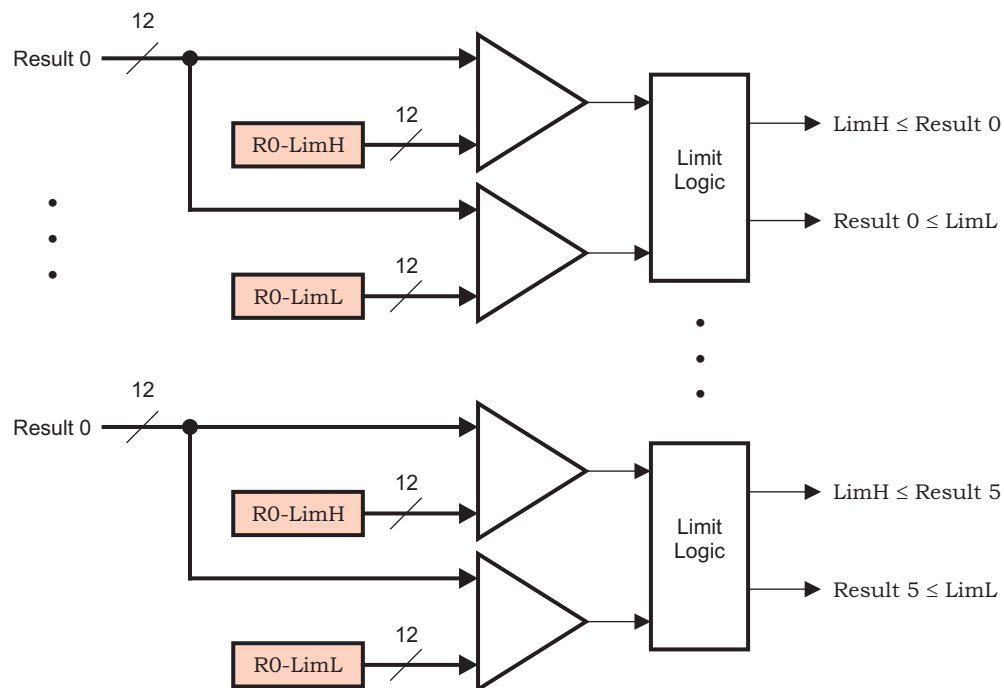 12
Result 0
12
R0-LimH
LimH ≤ Result 0
Limit
Logic
Result 0 ≤ LimL
12
R0-LimL
12
Result 0
12
R0-LimH
LimH ≤ Result 5
Limit
Logic
Result 5 ≤ LimL
12
R0-LimL